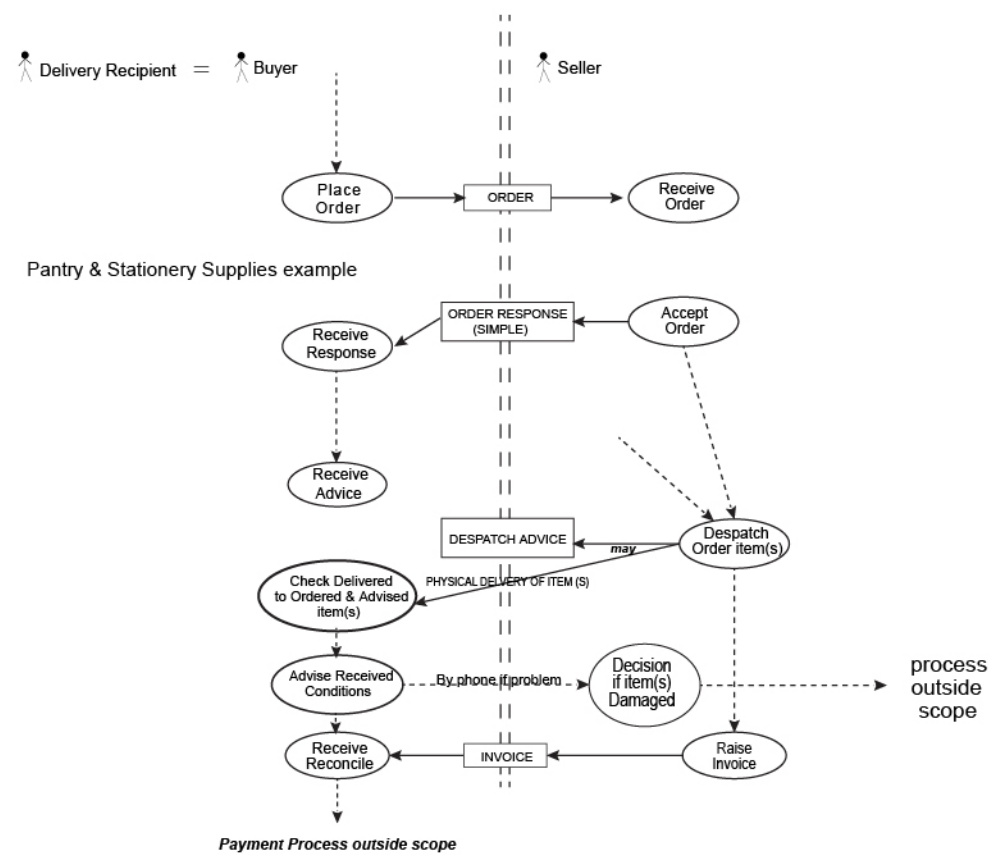 Delivery Recipient = Buyer
Seller
Place
Order
ORDER
Receive
Order
Pantry & Stationery Supplies example
ORDER RESPONSE
(SIMPLE)
Accept
Order
Receive
Response
Receive
Advice
DESPATCH ADVICE
may
Despatch
Order item(s)
PHYSICAL DELVERY OF ITEM (S)
Check Delivered
to Ordered & Advised
item(s)
Advise Received
Conditions
By phone if problem
Decision
if item(s)
Damaged
process
outside
scope
Receive
Reconcile
INVOICE
Raise
Invoice
Payment Process outside scope